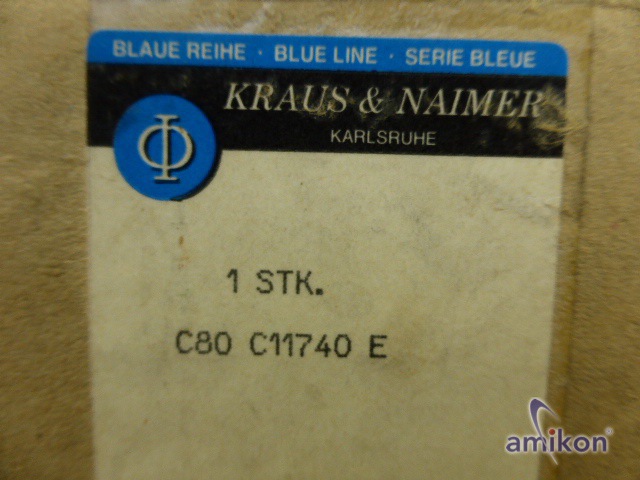 BLAUE REIHE · BLUE LINE · SERIE BLEUE
KRAUS & NAIMER
KARLSRUHE
1 STK.
C80 C11740 E
amikon®